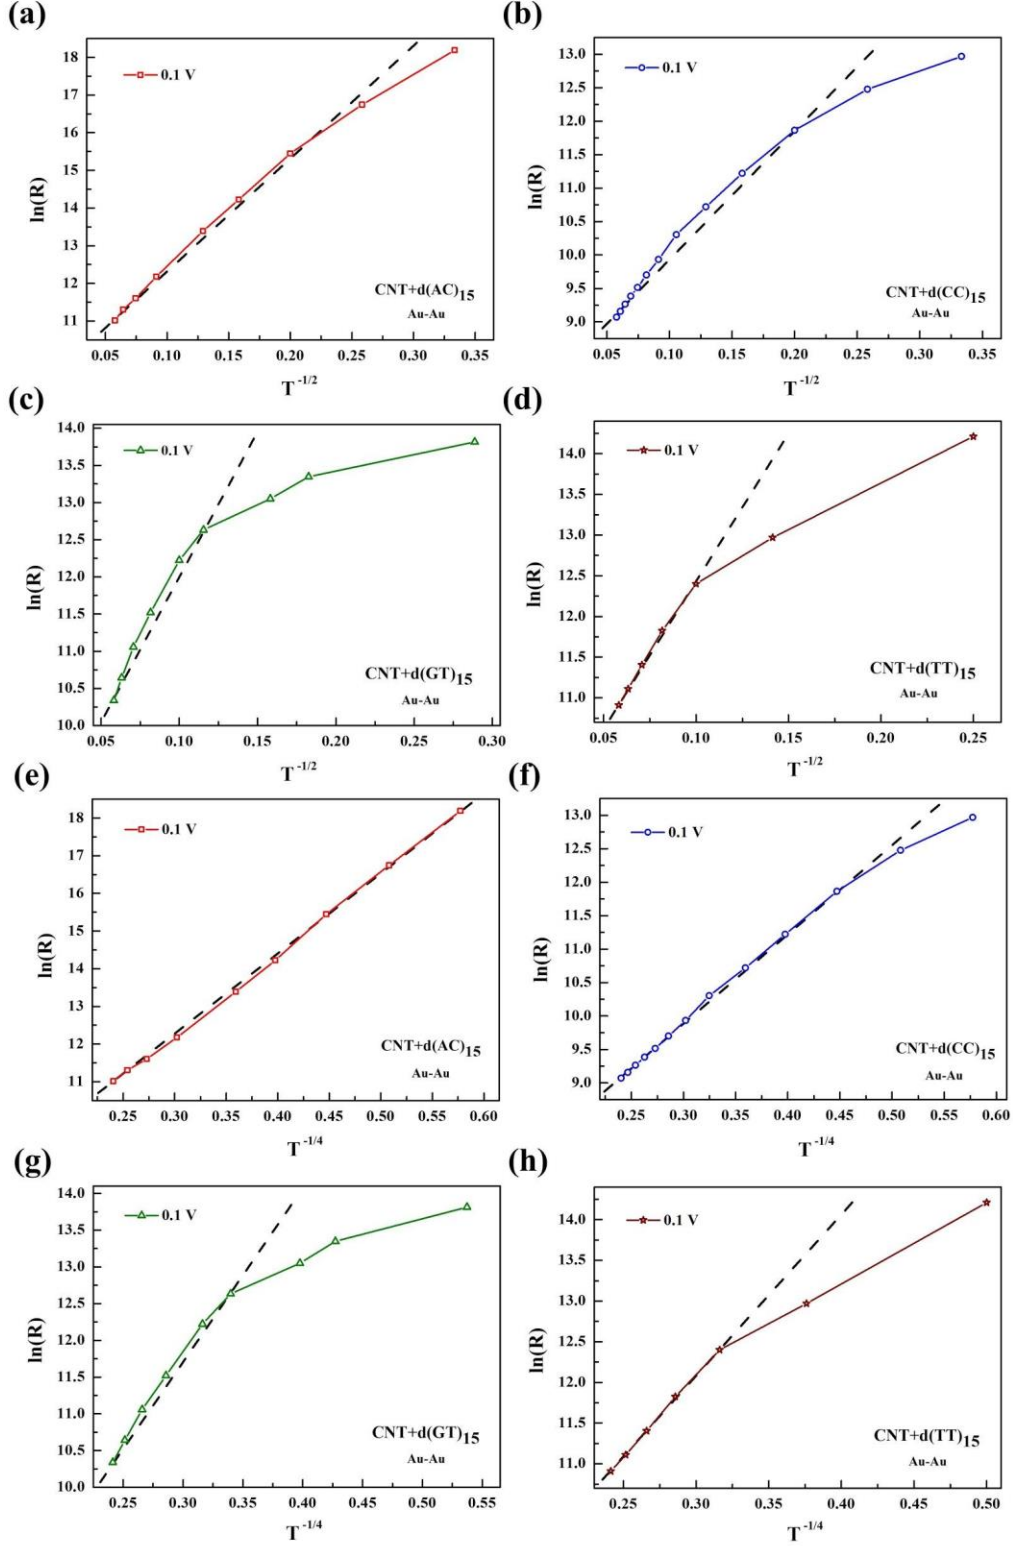 (a)
18
17
16
15
14
13
12
11
ln(R)
0.1 V
CNT+d(AC)15
Au-Au
0.05 0.10 0.15 0.20 0.25 0.30 0.35
T -1/2
(b)
13.0
12.5
12.0
11.5
11.0
10.5
10.0
9.5
9.0
ln(R)
0.1 V
CNT+d(CC)15
Au-Au
0.05 0.10 0.15 0.20 0.25 0.30 0.35
T -1/2
(c)
14.0
13.5
13.0
12.5
12.0
11.5
11.0
10.5
10.0
ln(R)
0.1 V
CNT+d(GT)15
Au-Au
0.05 0.10 0.15 0.20 0.25 0.30
T -1/2
(d)
14.0
13.5
13.0
12.5
12.0
11.5
11.0
ln(R)
0.1 V
CNT+d(TT)15
Au-Au
0.05 0.10 0.15 0.20 0.25
T -1/2
(e)
18
17
16
15
14
13
12
11
ln(R)
0.1 V
CNT+d(AC)15
Au-Au
0.25 0.30 0.35 0.40 0.45 0.50 0.55 0.60
T -1/4
(f)
13.0
12.5
12.0
11.5
11.0
10.5
10.0
9.5
9.0
ln(R)
0.1 V
CNT+d(CC)15
Au-Au
0.25 0.30 0.35 0.40 0.45 0.50 0.55 0.60
T -1/4
(g)
14.0
13.5
13.0
12.5
12.0
11.5
11.0
10.5
10.0
ln(R)
0.1 V
CNT+d(GT)15
Au-Au
0.25 0.30 0.35 0.40 0.45 0.50 0.55
T -1/4
(h)
14.0
13.5
13.0
12.5
12.0
11.5
11.0
ln(R)
0.1 V
CNT+d(TT)15
Au-Au
0.25 0.30 0.35 0.40 0.45 0.50
T -1/4